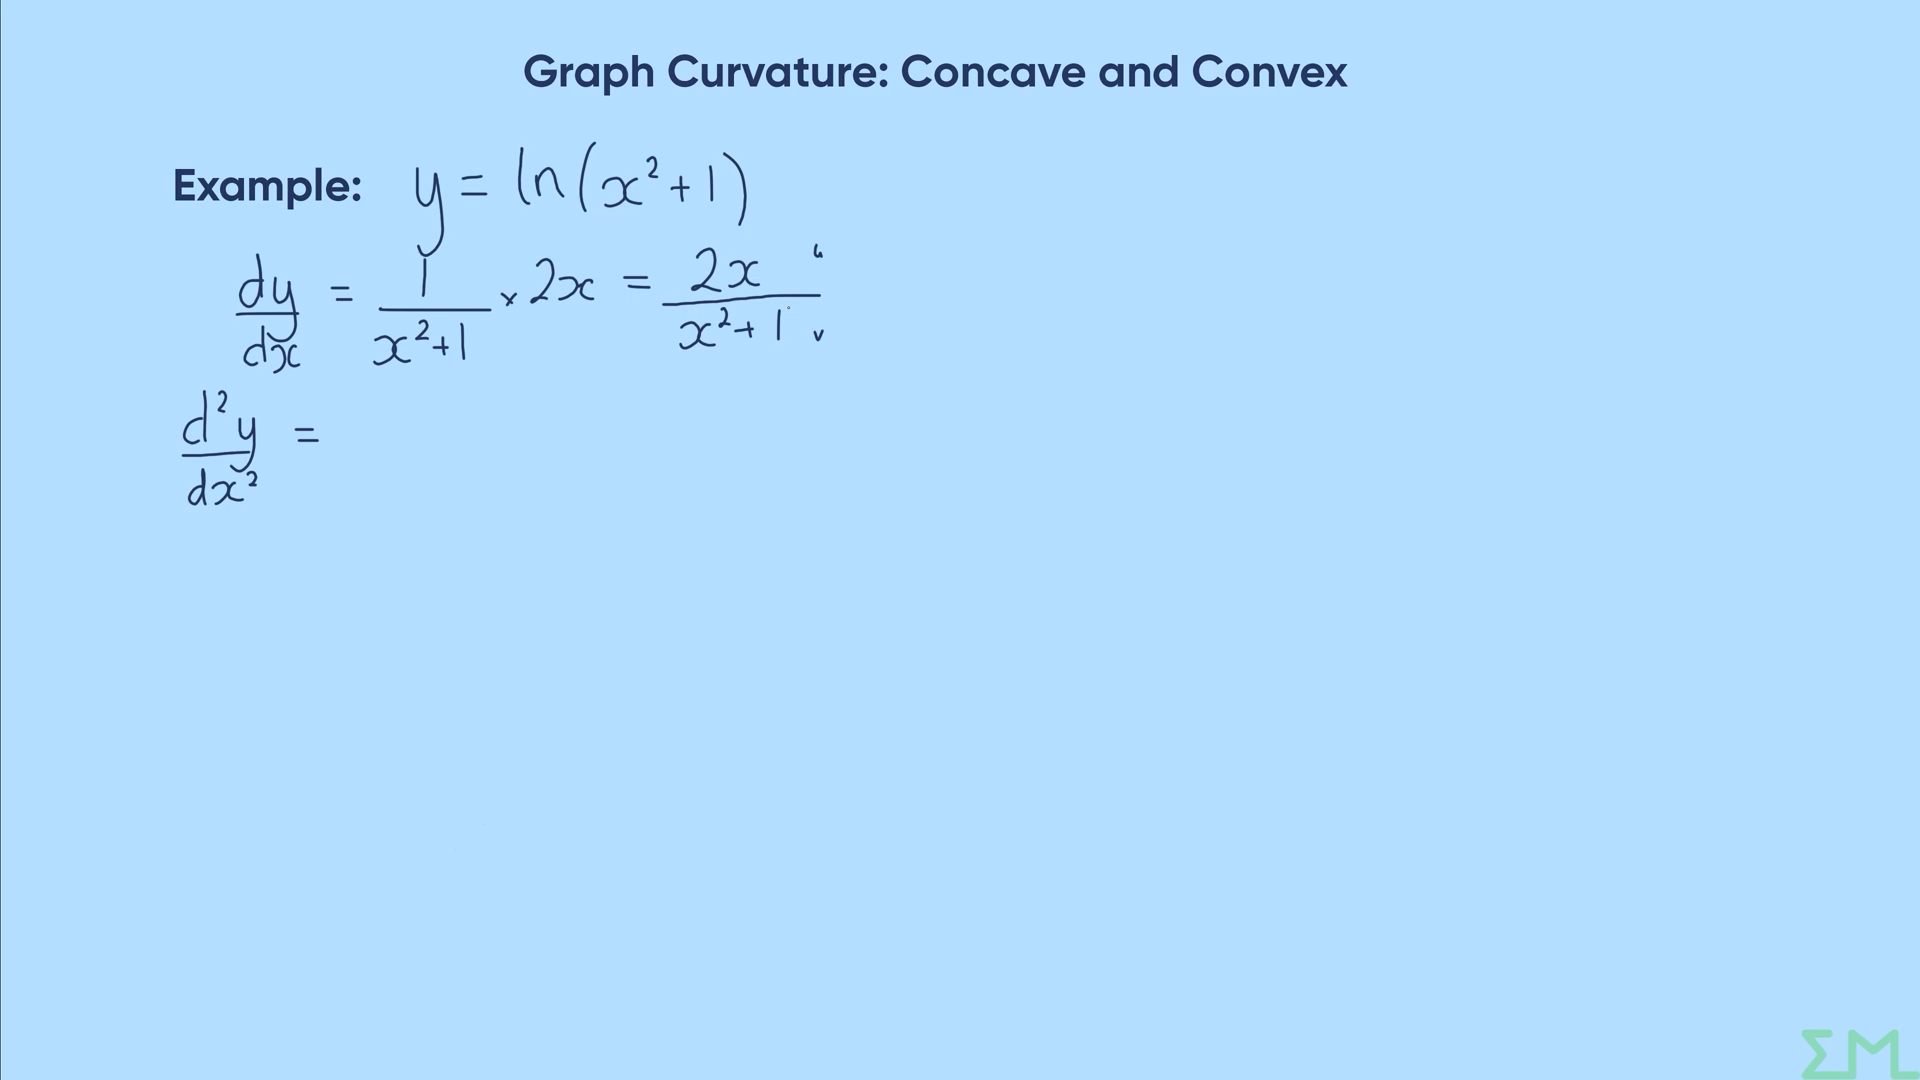 Graph Curvature: Concave and Convex
Example: y = ln(x²+1)
dy/dx = 1/(x²+1) × 2x = 2x/(x²+1) u v
d²y/dx² =
ΣM